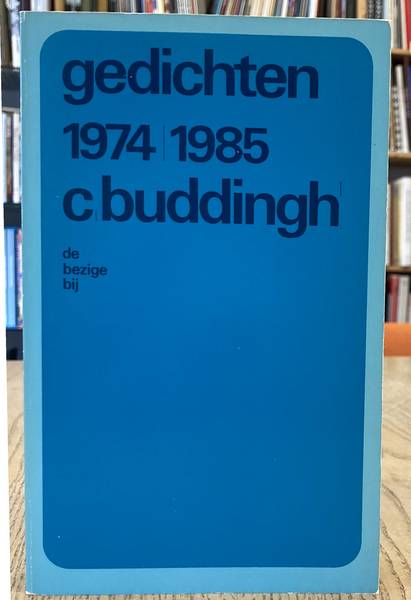 gedichten
1974|1985
c|buddingh|
de
bezige
bij